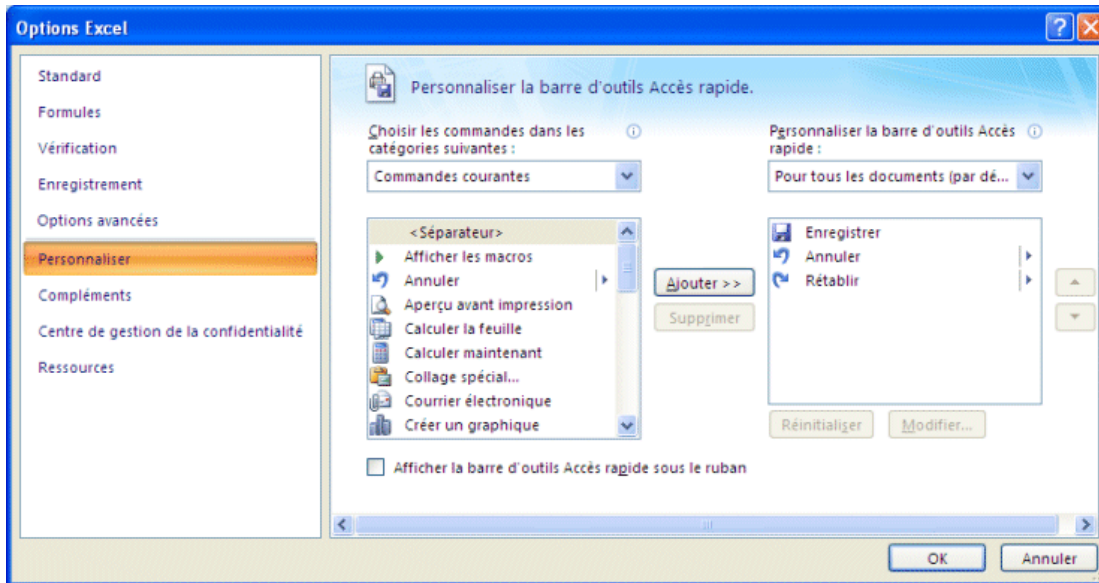 Options Excel
Standard
Formules
Vérification
Enregistrement
Options avancées
Personnaliser
Compléments
Centre de gestion de la confidentialité
Ressources
Personnaliser la barre d'outils Accès rapide.
Choisir les commandes dans les
catégories suivantes :
Commandes courantes
<Séparateur>
Afficher les macros
Annuler
Aperçu avant impression
Calculer la feuille
Calculer maintenant
Collage spécial...
Courrier électronique
Créer un graphique
Ajouter >>
Supprimer
Personnaliser la barre d'outils Accès
rapide :
Pour tous les documents (par dé...
Enregistrer
Annuler
Rétablir
Réinitialiser
Modifier...
Afficher la barre d'outils Accès rapide sous le ruban
OK
Annuler